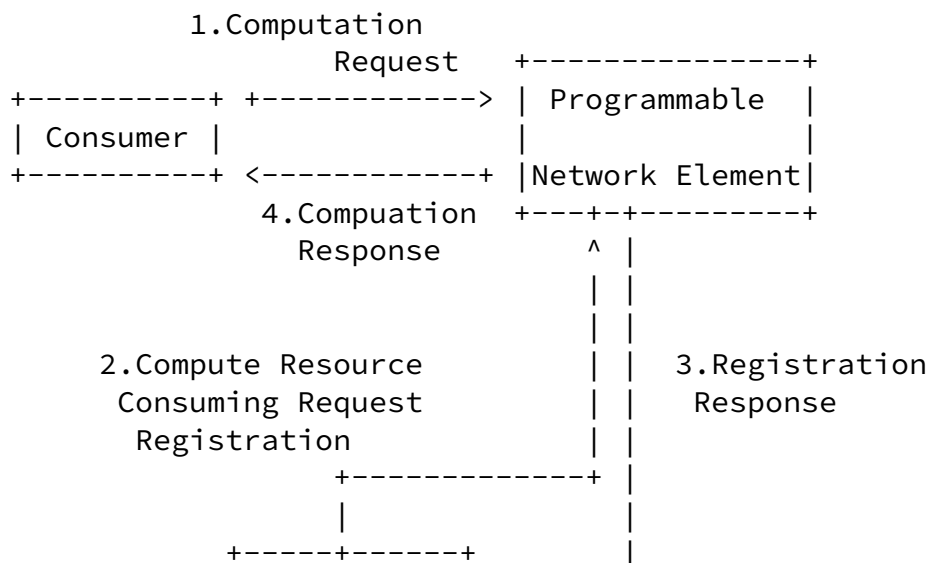 1.Computation
Request
Programmable
Consumer
Network Element
4.Compuation
Response
2.Compute Resource
3.Registration
Consuming Request
Response
Registration